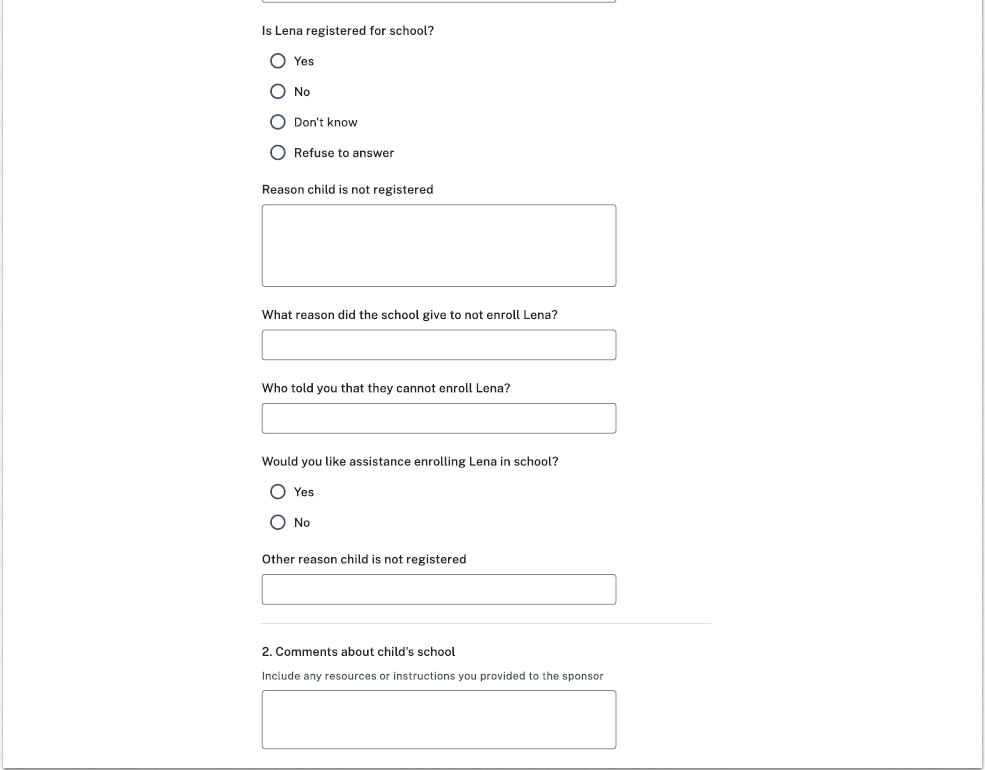 Is Lena registered for school?
Yes
No
Don't know
Refuse to answer
Reason child is not registered
What reason did the school give to not enroll Lena?
Who told you that they cannot enroll Lena?
Would you like assistance enrolling Lena in school?
Yes
No
Other reason child is not registered
2. Comments about child's school
Include any resources or instructions you provided to the sponsor